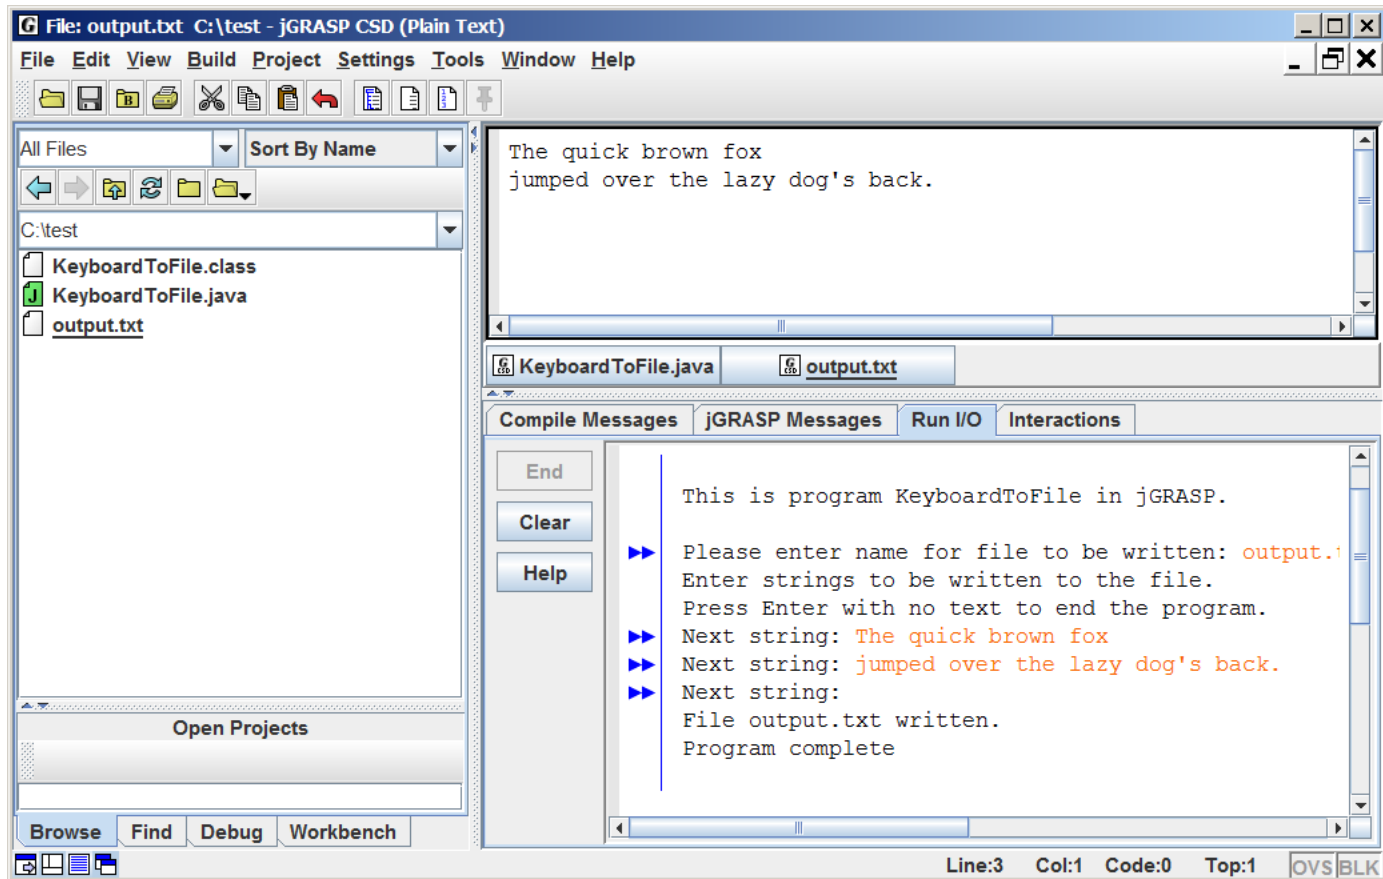 File: output.txt C:\test - jGRASP CSD (Plain Text)
File Edit View Build Project Settings Tools Window Help
All Files Sort By Name
C:\test
KeyboardToFile.class
KeyboardToFile.java
output.txt
Open Projects
Browse Find Debug Workbench
The quick brown fox
jumped over the lazy dog's back.
KeyboardToFile.java output.txt
Compile Messages jGRASP Messages Run I/O Interactions
End
Clear
Help
This is program KeyboardToFile in jGRASP.
Please enter name for file to be written: output.
Enter strings to be written to the file.
Press Enter with no text to end the program.
Next string: The quick brown fox
Next string: jumped over the lazy dog's back.
Next string:
File output.txt written.
Program complete
Line:3 Col:1 Code:0 Top:1 OVS BLK